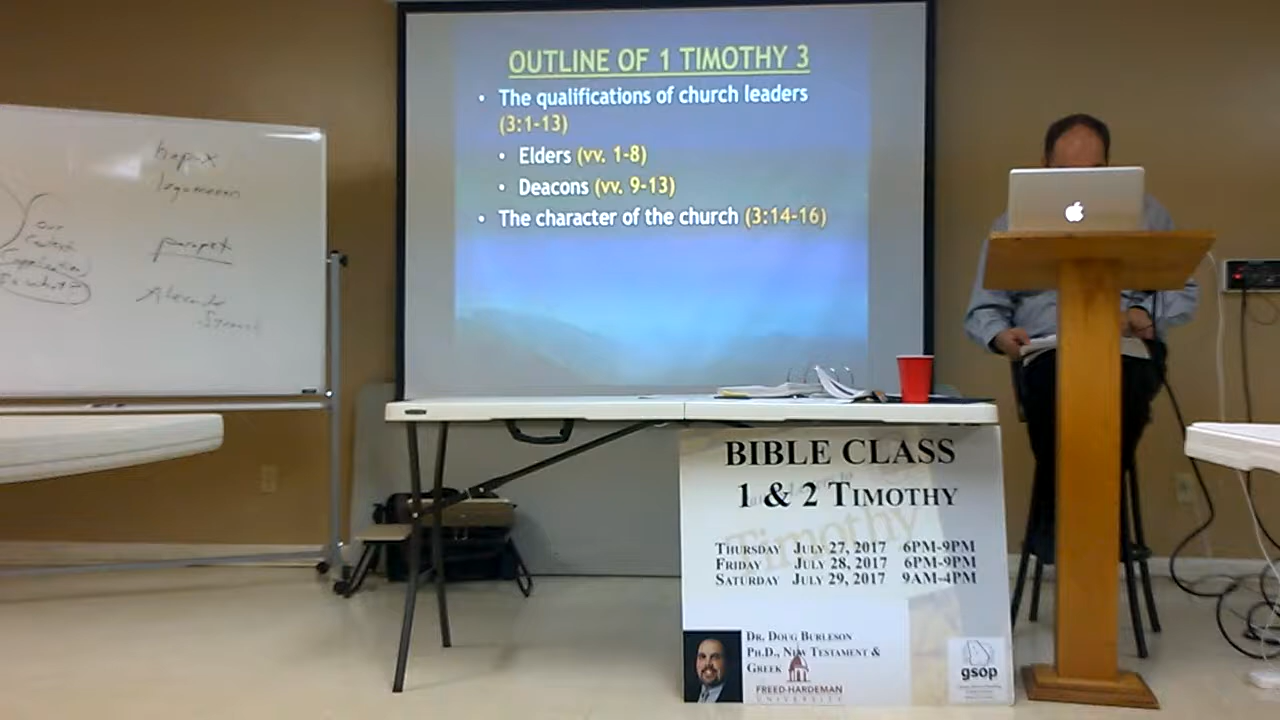 OUTLINE OF 1 TIMOTHY 3
• The qualifications of church leaders
(3:1-13)
• Elders (vv. 1-8)
• Deacons (vv. 9-13)
• The character of the church (3:14-16)
hapax
legomenon
parapet
our
BIBLE CLASS
1 & 2 TIMOTHY
Timothy
THURSDAY JULY 27, 2017 6PM-9PM
FRIDAY JULY 28, 2017 6PM-9PM
SATURDAY JULY 29, 2017 9AM-4PM
DR. DOUG BURLESON
PH.D., NEW TESTAMENT &
GREEK
FREED-HARDEMAN
UNIVERSITY
gsop